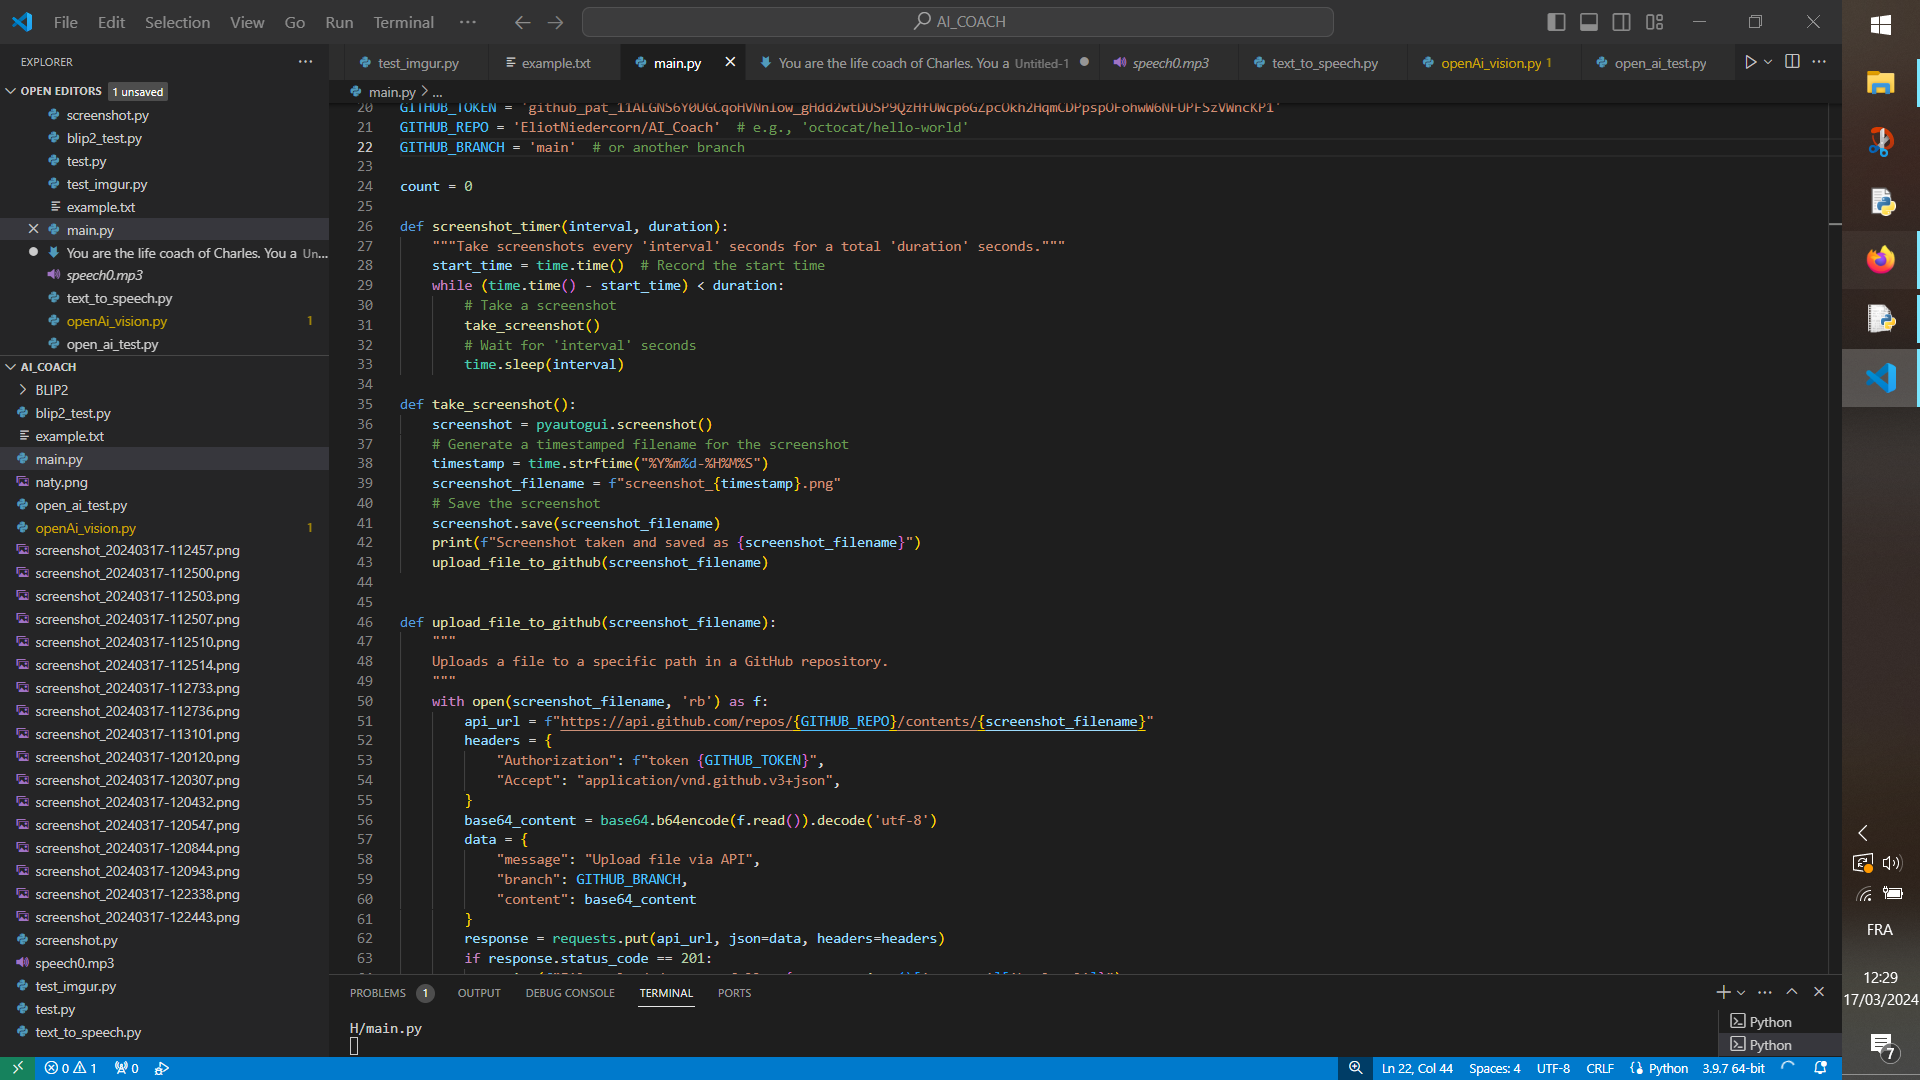 File Edit Selection View Go Run Terminal ···
AI_COACH
EXPLORER
OPEN EDITORS 1 unsaved
screenshot.py
blip2_test.py
test.py
test_imgur.py
example.txt
main.py
You are the life coach of Charles. You a Un...
speech0.mp3
text_to_speech.py
openAi_vision.py 1
open_ai_test.py
AI_COACH
BLIP2
blip2_test.py
example.txt
main.py
naty.png
open_ai_test.py
openAi_vision.py 1
screenshot_20240317-112457.png
screenshot_20240317-112500.png
screenshot_20240317-112503.png
screenshot_20240317-112507.png
screenshot_20240317-112510.png
screenshot_20240317-112514.png
screenshot_20240317-112733.png
screenshot_20240317-112736.png
screenshot_20240317-113101.png
screenshot_20240317-120120.png
screenshot_20240317-120307.png
screenshot_20240317-120432.png
screenshot_20240317-120547.png
screenshot_20240317-120844.png
screenshot_20240317-120943.png
screenshot_20240317-122338.png
screenshot_20240317-122443.png
screenshot.py
speech0.mp3
test_imgur.py
test.py
text_to_speech.py
test_imgur.py example.txt main.py You are the life coach of Charles. You a Untitled-1 speech0.mp3 text_to_speech.py openAi_vision.py 1 open_ai_test.py
main.py > ...
20 GITHUB_TOKEN =
21 GITHUB_REPO = 'EliotNiedercorn/AI_Coach'  # e.g., 'octocat/hello-world'
22 GITHUB_BRANCH = 'main'  # or another branch
23
24 count = 0
25
26 def screenshot_timer(interval, duration):
27     """Take screenshots every 'interval' seconds for a total 'duration' seconds."""
28     start_time = time.time()  # Record the start time
29     while (time.time() - start_time) < duration:
30         # Take a screenshot
31         take_screenshot()
32         # Wait for 'interval' seconds
33         time.sleep(interval)
34
35 def take_screenshot():
36     screenshot = pyautogui.screenshot()
37     # Generate a timestamped filename for the screenshot
38     timestamp = time.strftime("%Y%m%d-%H%M%S")
39     screenshot_filename = f"screenshot_{timestamp}.png"
40     # Save the screenshot
41     screenshot.save(screenshot_filename)
42     print(f"Screenshot taken and saved as {screenshot_filename}")
43     upload_file_to_github(screenshot_filename)
44
45
46 def upload_file_to_github(screenshot_filename):
47     """
48     Uploads a file to a specific path in a GitHub repository.
49     """
50     with open(screenshot_filename, 'rb') as f:
51         api_url = f"https://api.github.com/repos/{GITHUB_REPO}/contents/{screenshot_filename}"
52         headers = {
53             "Authorization": f"token {GITHUB_TOKEN}",
54             "Accept": "application/vnd.github.v3+json",
55         }
56         base64_content = base64.b64encode(f.read()).decode('utf-8')
57         data = {
58             "message": "Upload file via API",
59             "branch": GITHUB_BRANCH,
60             "content": base64_content
61         }
62         response = requests.put(api_url, json=data, headers=headers)
63         if response.status_code == 201:
PROBLEMS 1 OUTPUT DEBUG CONSOLE TERMINAL PORTS
H/main.py
Python
Python
0 1 0
Ln 22, Col 44 Spaces: 4 UTF-8 CRLF Python 3.9.7 64-bit
FRA
12:29
17/03/2024
7